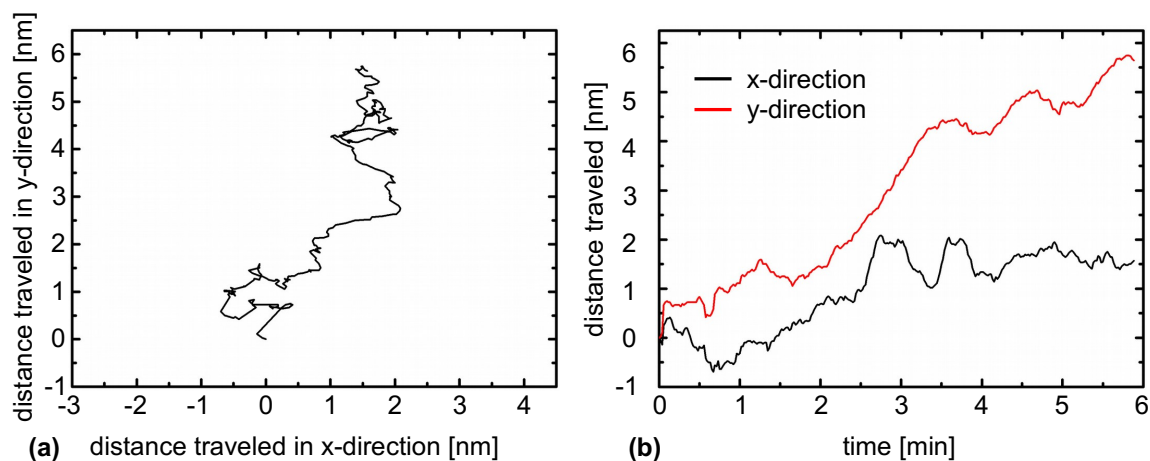 distance traveled in y-direction [nm]
6
5
4
3
2
1
0
-1
-3 -2 -1 0 1 2 3 4
(a) distance traveled in x-direction [nm]
distance traveled [nm]
6
5
4
3
2
1
0
-1
x-direction
y-direction
0 1 2 3 4 5 6
(b) time [min]